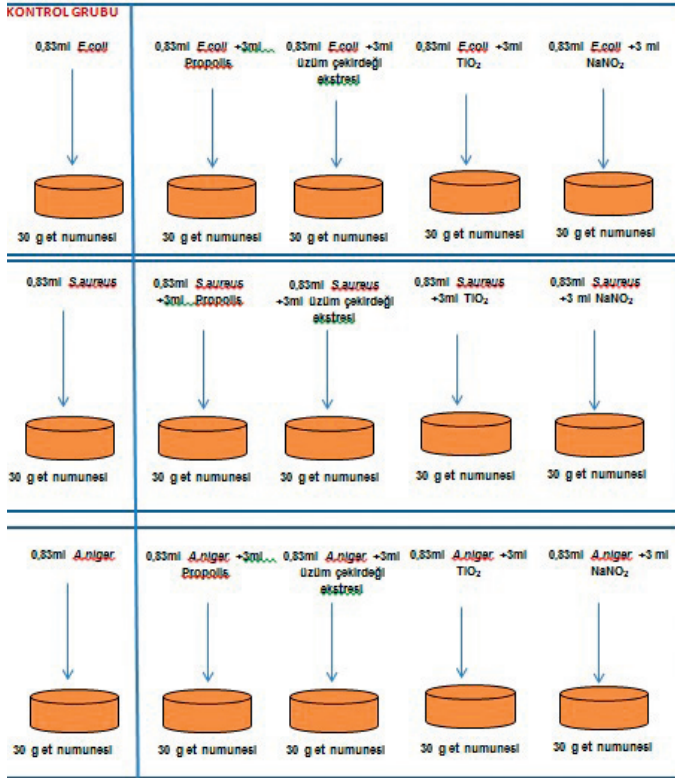 KONTROL GRUBU
0,83ml E.coli
0,83ml E.coli +3ml
Propolis
0,83ml E.coli +3ml
üzüm çekirdeği
ekstresi
0,83ml E.coli +3ml
TiO₂
0,83ml E.coli +3 ml
NaNO₂
30 g et numunesi
30 g et numunesi
30 g et numunesi
30 g et numunesi
30 g et numunesi
0,83ml S.aureus
0,83ml S.aureus
+3ml Propolis
0,83ml S.aureus
+3ml üzüm çekirdeği
ekstresi
0,83ml S.aureus
+3ml TiO₂
0,83ml S.aureus
+3 ml NaNO₂
30 g et numunesi
30 g et numunesi
30 g et numunesi
30 g et numunesi
30 g et numunesi
0,83ml A.niger
0,83ml A.niger +3ml
Propolis
0,83ml A.niger +3ml
üzüm çekirdeği
ekstresi
0,83ml A.niger +3ml
TiO₂
0,83ml A.niger +3 ml
NaNO₂
30 g et numunesi
30 g et numunesi
30 g et numunesi
30 g et numunesi
30 g et numunesi